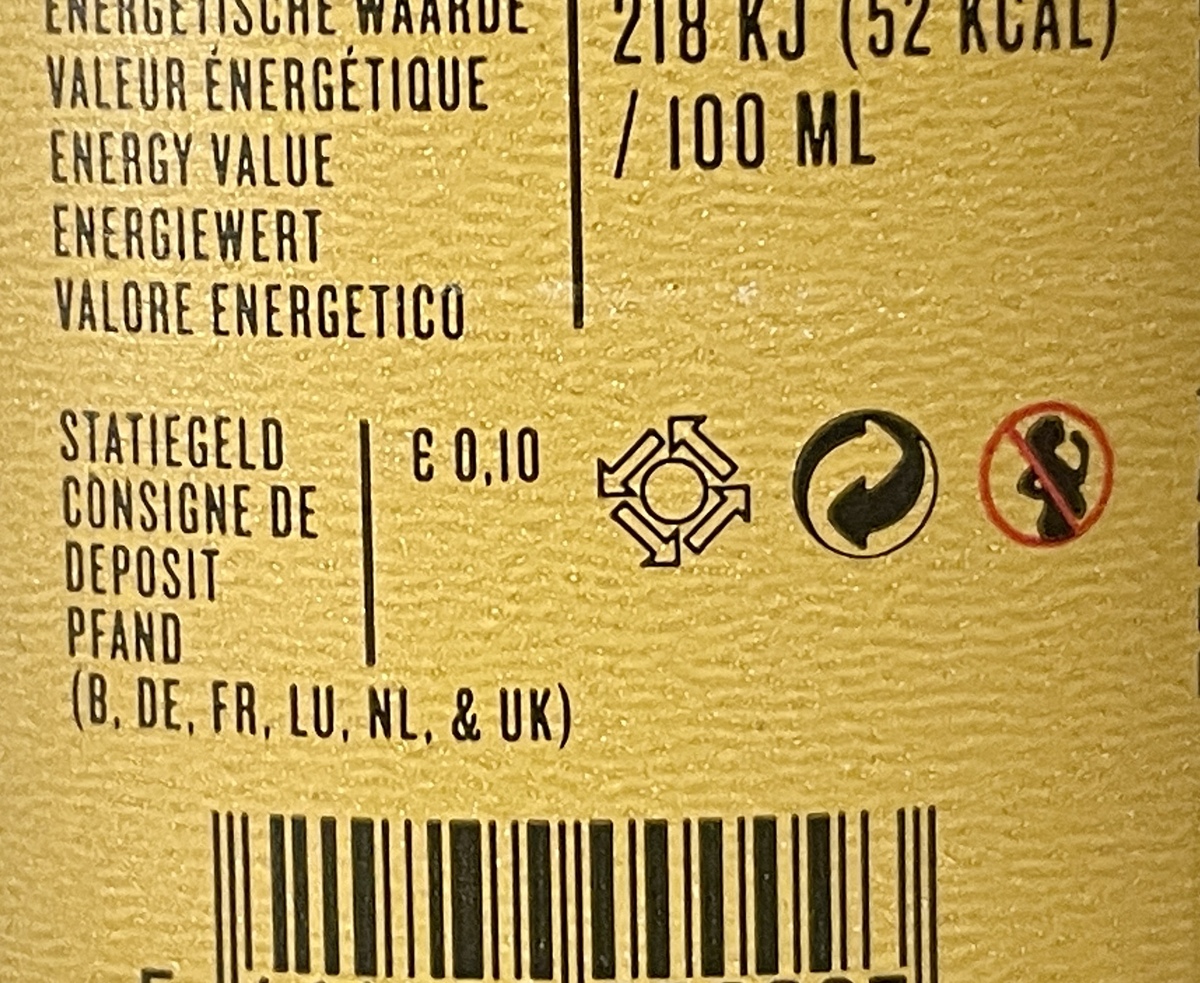 ENERGETISCHE WAARDE
VALEUR ÉNERGÉTIQUE
ENERGY VALUE
ENERGIEWERT
VALORE ENERGETICO
218 KJ (52 KCAL)
/ 100 ML
STATIEGELD
CONSIGNE DE
DEPOSIT
PFAND
(B, DE, FR, LU, NL, & UK)
€ 0,10